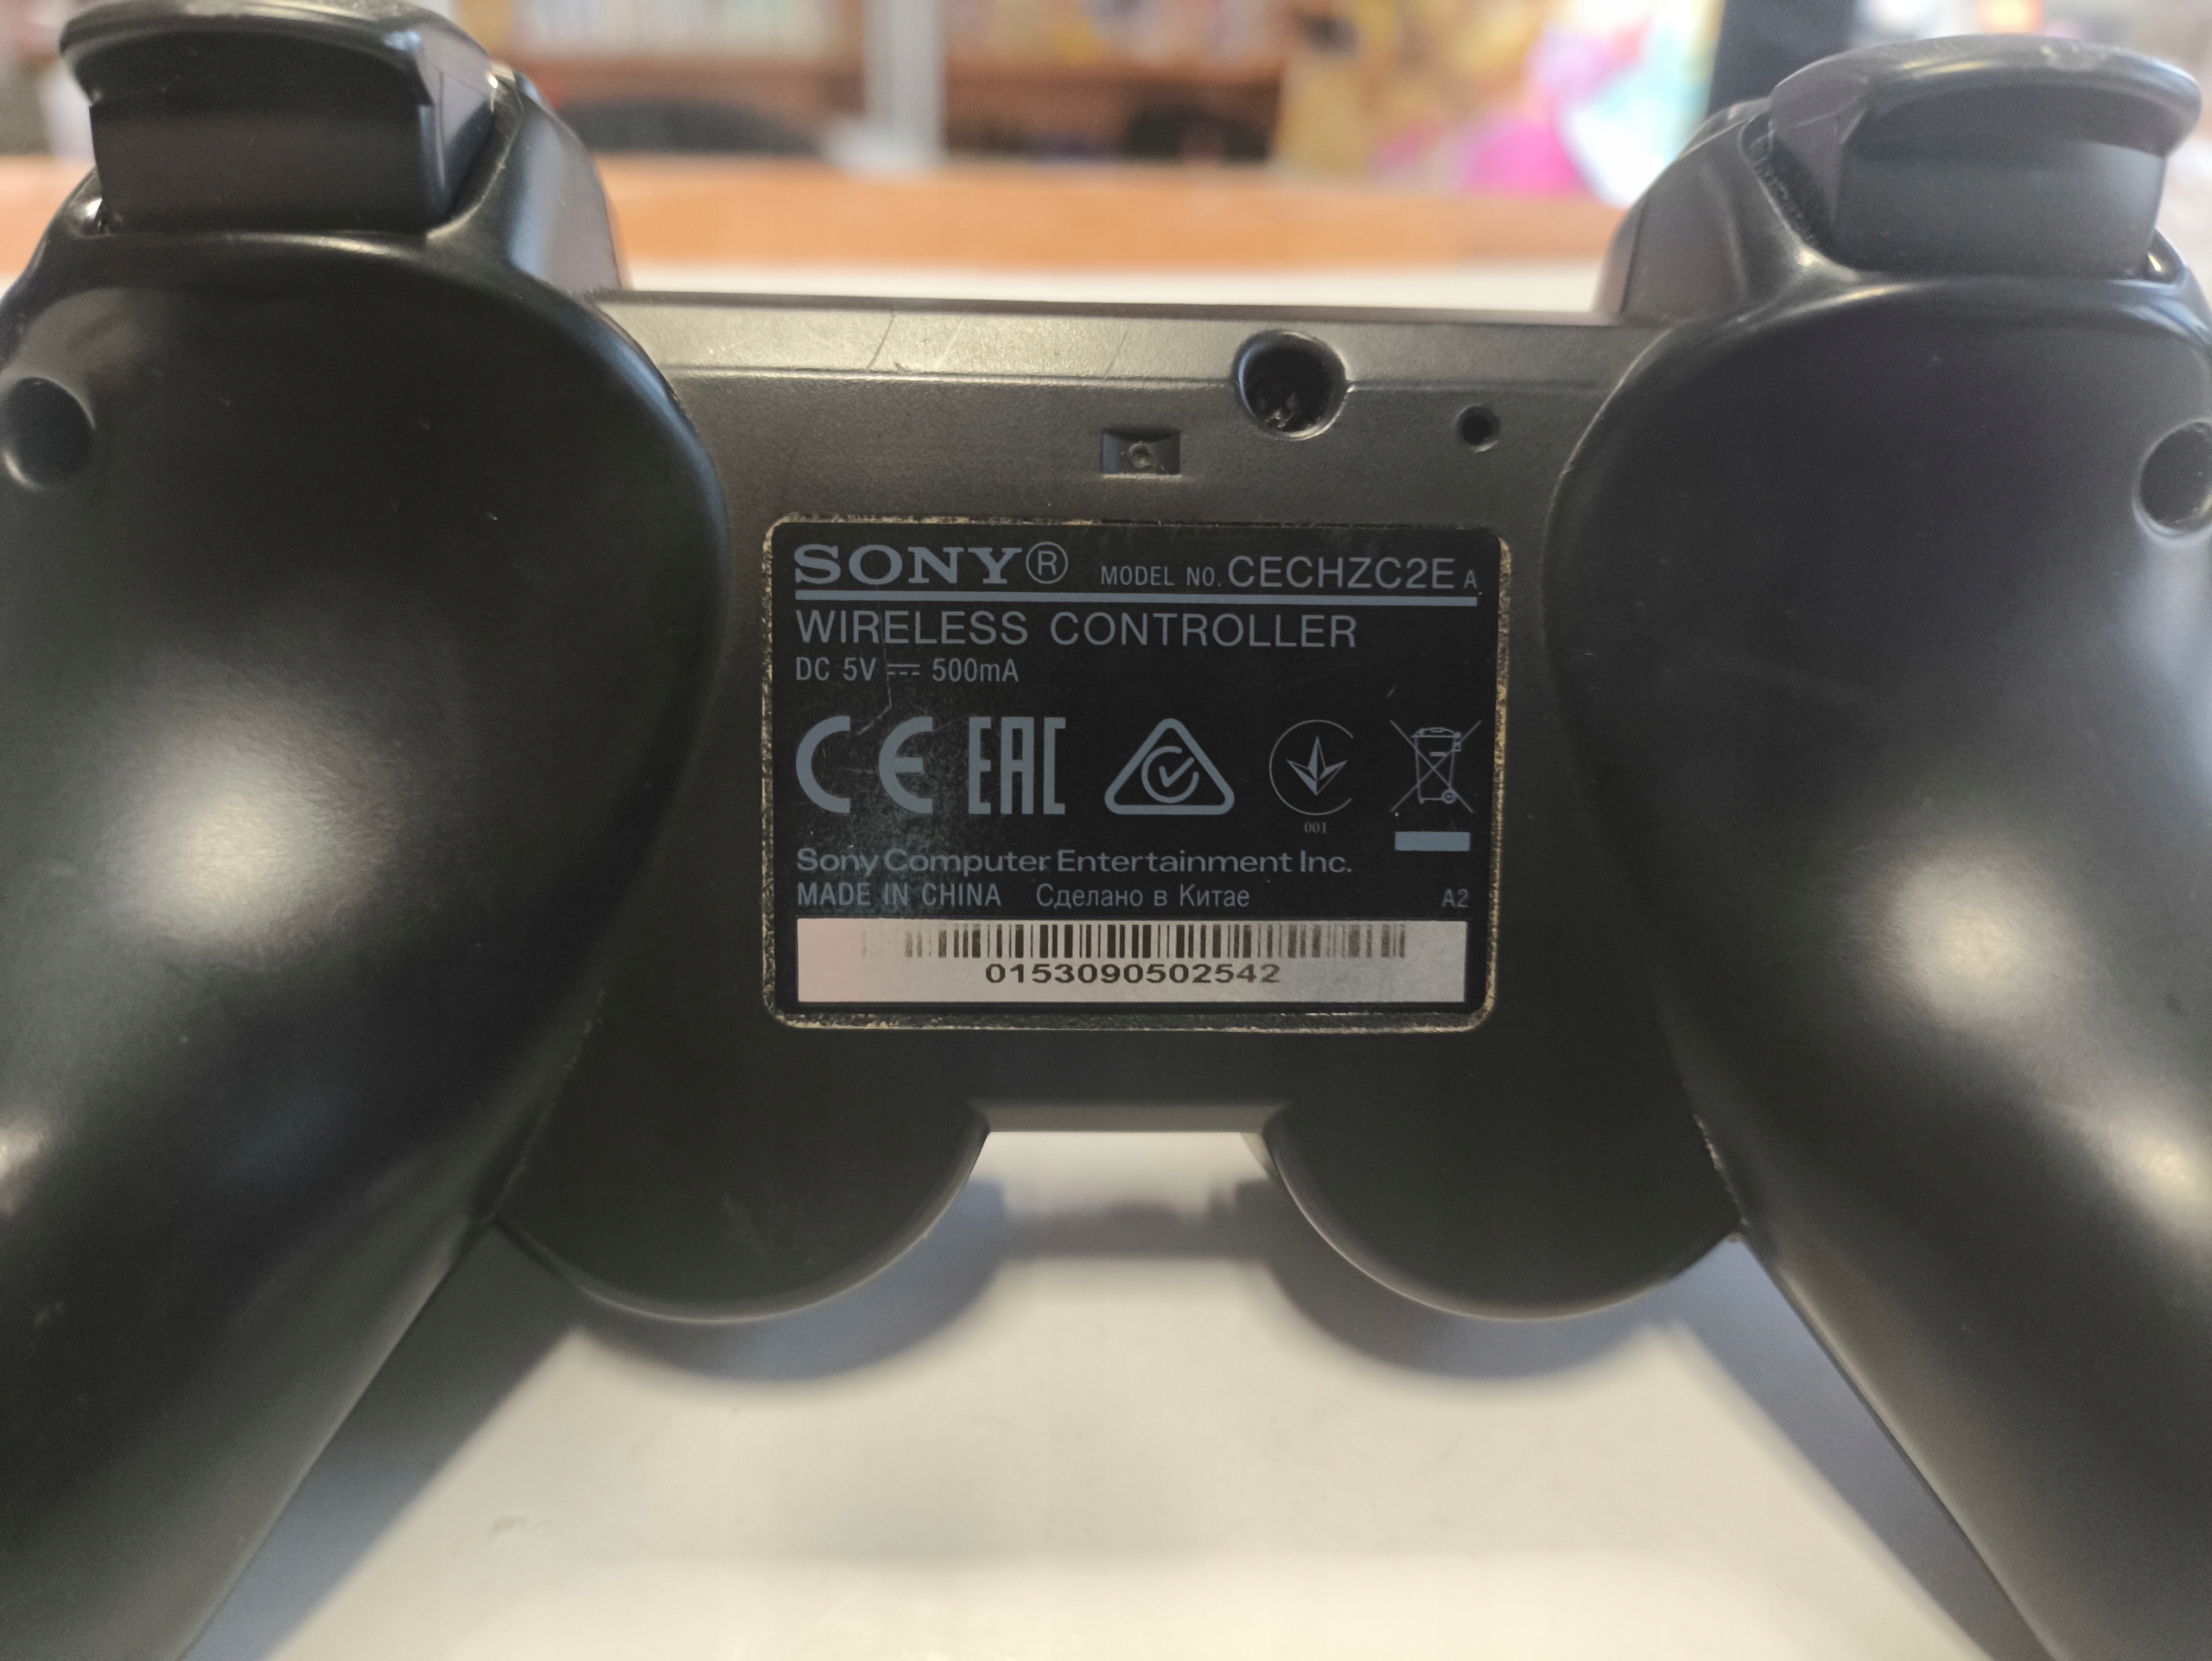 SONY® MODEL NO. CECHZC2E A
WIRELESS CONTROLLER
DC 5V ⎓ 500mA
CE EAC
001
Sony Computer Entertainment Inc.
MADE IN CHINA Сделано в Китае A2
0153090502542